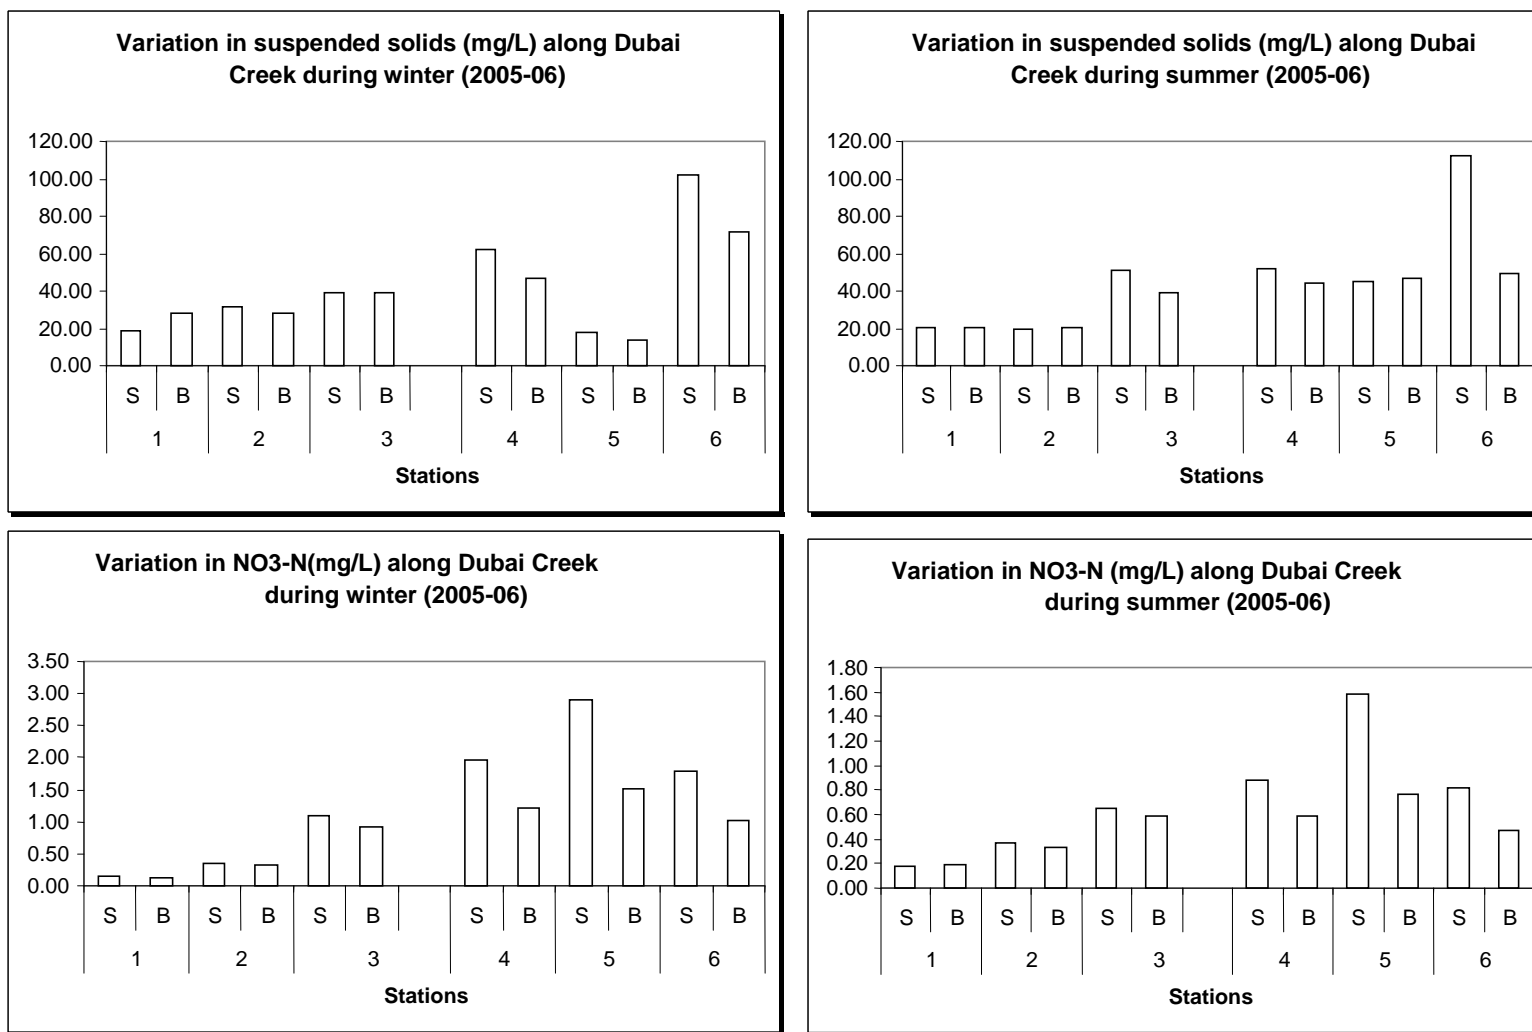 Variation in suspended solids (mg/L) along Dubai
Creek during winter (2005-06)
120.00
100.00
80.00
60.00
40.00
20.00
0.00
S B S B S B S B S B S B
1 2 3 4 5 6
Stations
Variation in suspended solids (mg/L) along Dubai
Creek during summer (2005-06)
120.00
100.00
80.00
60.00
40.00
20.00
0.00
S B S B S B S B S B S B
1 2 3 4 5 6
Stations
Variation in NO3-N(mg/L) along Dubai Creek
during winter (2005-06)
3.50
3.00
2.50
2.00
1.50
1.00
0.50
0.00
S B S B S B S B S B S B
1 2 3 4 5 6
Stations
Variation in NO3-N (mg/L) along Dubai Creek
during summer (2005-06)
1.80
1.60
1.40
1.20
1.00
0.80
0.60
0.40
0.20
0.00
S B S B S B S B S B S B
1 2 3 4 5 6
Stations